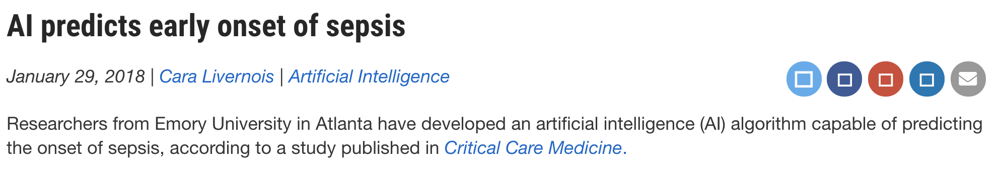 AI predicts early onset of sepsis
January 29, 2018 | Cara Livernois | Artificial Intelligence
Researchers from Emory University in Atlanta have developed an artificial intelligence (AI) algorithm capable of predicting
the onset of sepsis, according to a study published in Critical Care Medicine.